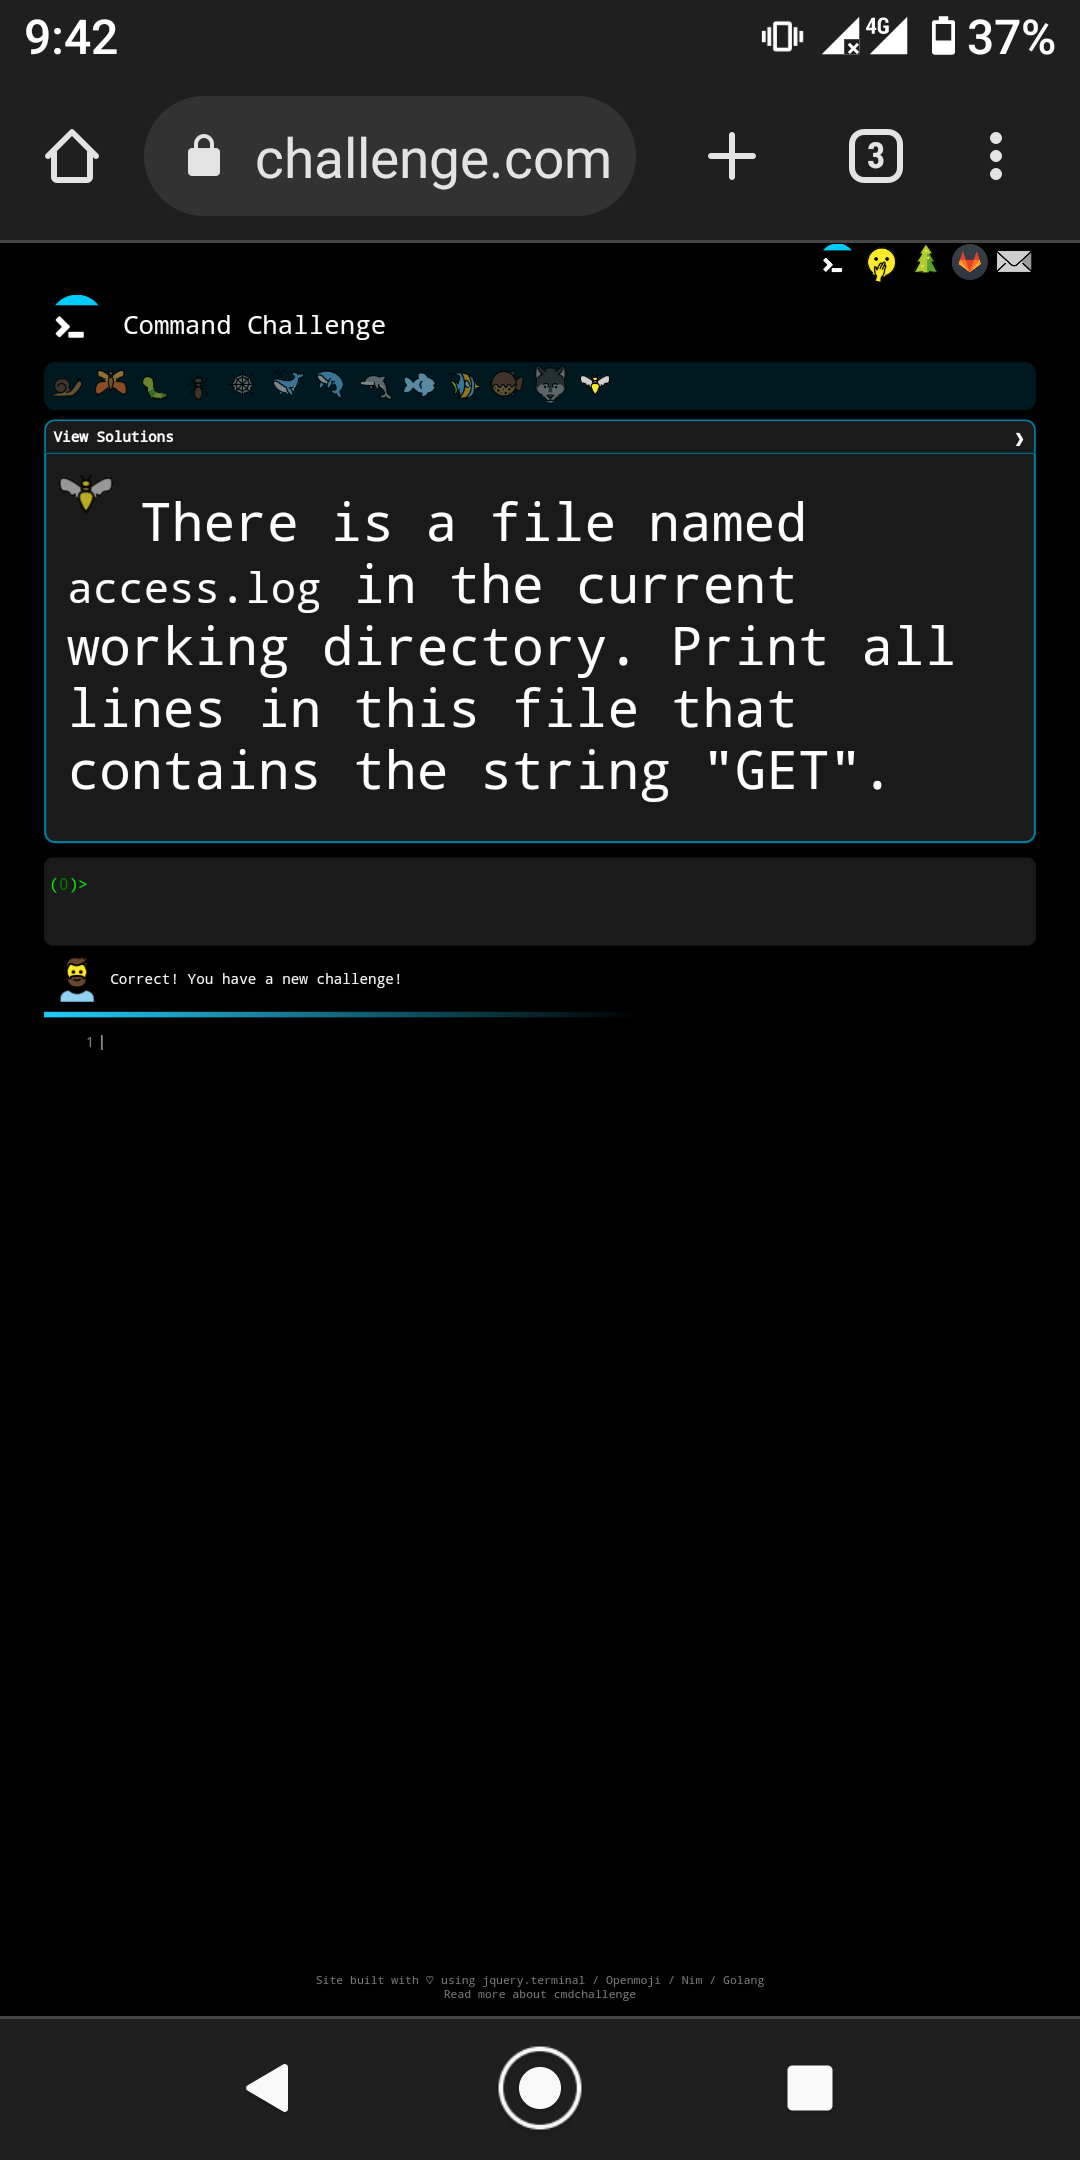 9:42
4G
37%
challenge.com
3
Command Challenge
View Solutions
There is a file named
access.log in the current
working directory. Print all
lines in this file that
contains the string "GET".
(0)>
Correct! You have a new challenge!
1
Site built with ♡ using jquery.terminal / Openmoji / Nim / Golang
Read more about cmdchallenge